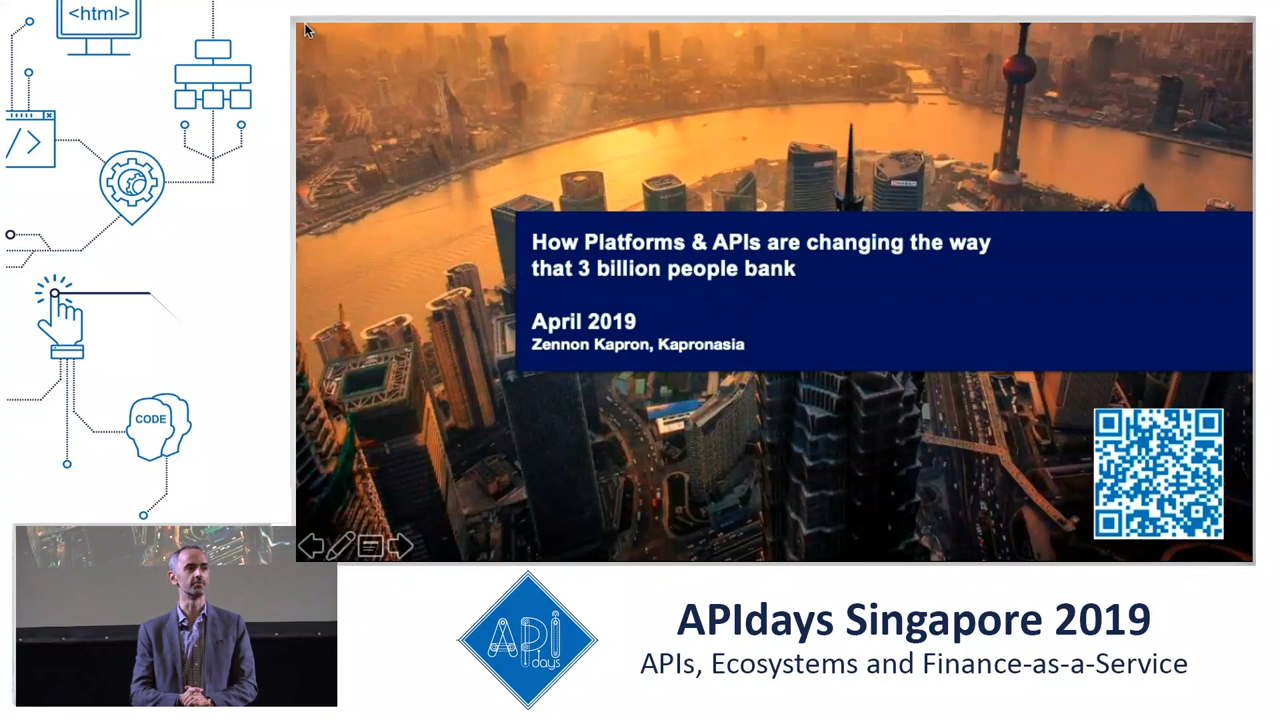 <html>
</>
CODE
How Platforms & APIs are changing the way
that 3 billion people bank
April 2019
Zennon Kapron, Kapronasia
API
days
APIdays Singapore 2019
APIs, Ecosystems and Finance-as-a-Service